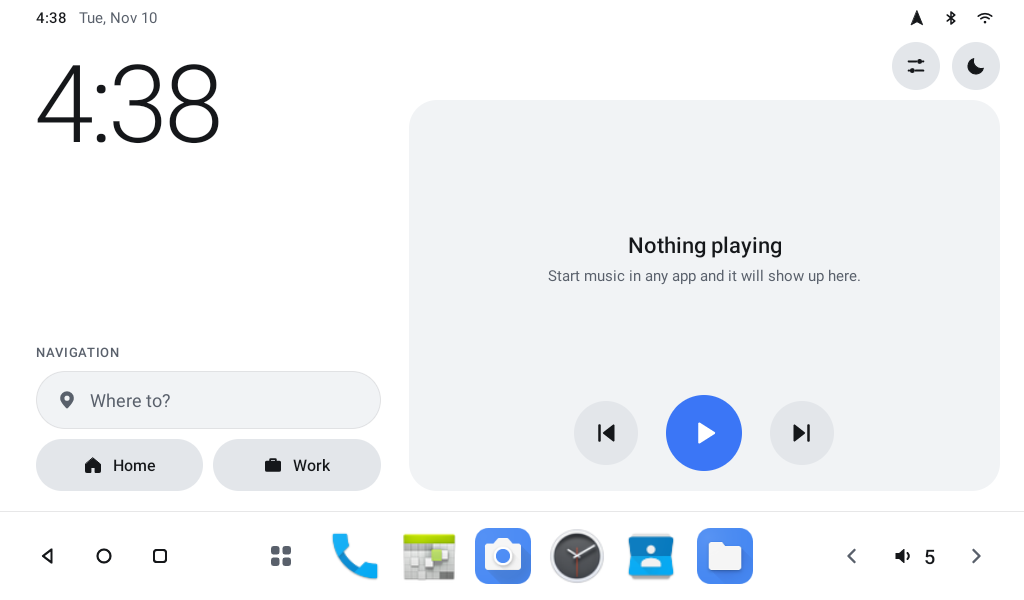 4:38 Tue, Nov 10
4:38
Nothing playing
Start music in any app and it will show up here.
NAVIGATION
Where to?
Home
Work
5